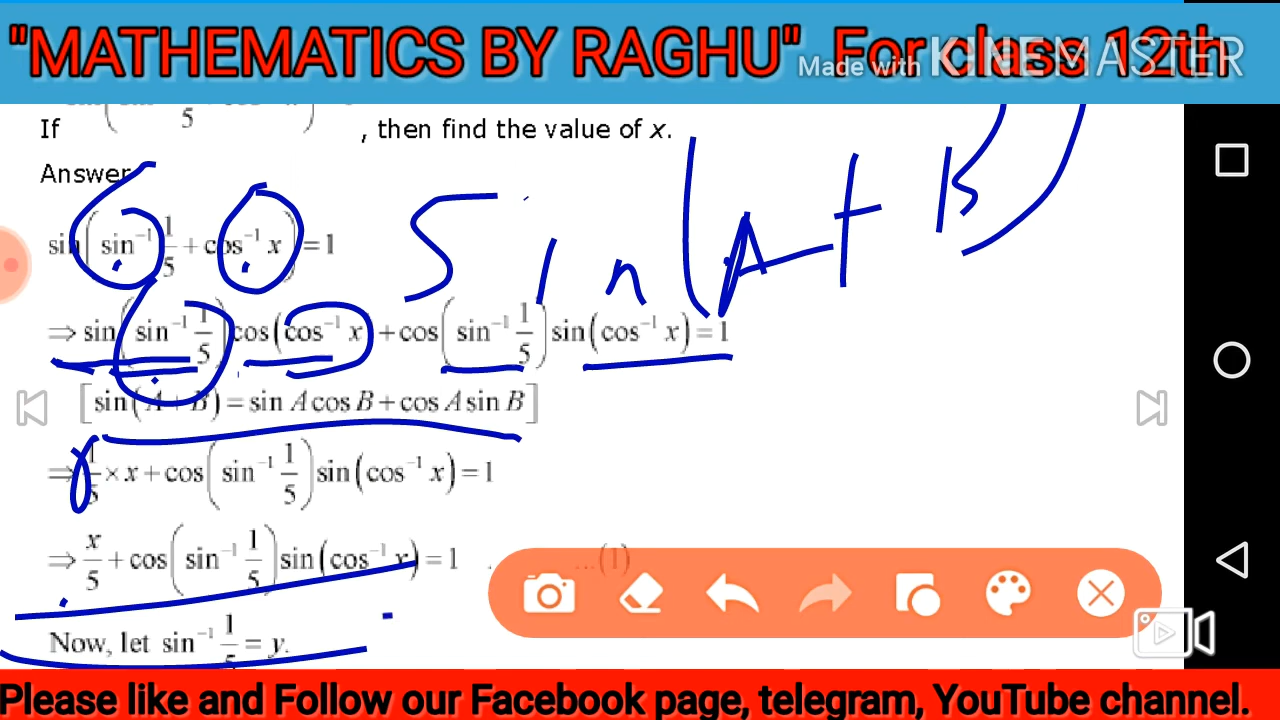 "MATHEMATICS BY RAGHU" For class 12th
Made with KINEMASTER
If 5 , then find the value of x.
Answer
sin(sin⁻¹ 1/5 + cos⁻¹ x) = 1
⇒ sin(sin⁻¹ 1/5) cos(cos⁻¹ x) + cos(sin⁻¹ 1/5) sin(cos⁻¹ x) = 1
Sin(A+B)
[sin(A + B) = sin A cos B + cos A sin B]
⇒ 1/5 × x + cos(sin⁻¹ 1/5) sin(cos⁻¹ x) = 1
⇒ x/5 + cos(sin⁻¹ 1/5) sin(cos⁻¹ x) = 1 ...(1)
Now, let sin⁻¹ 1/5 = y.
Please like and Follow our Facebook page, telegram, YouTube channel.